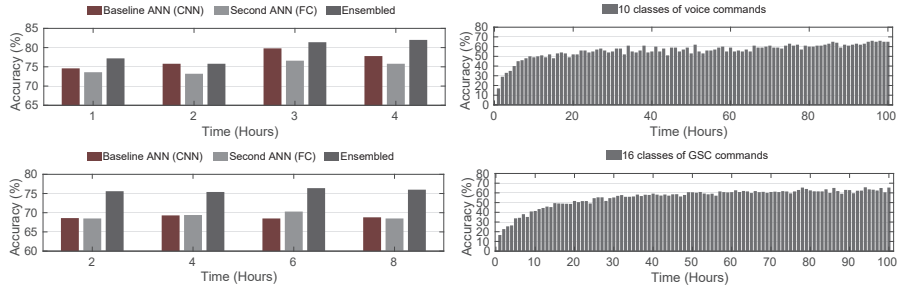 Baseline ANN (CNN) Second ANN (FC) Ensembled
Accuracy (%)
85
80
75
70
65
1 2 3 4
Time (Hours)
10 classes of voice commands
Accuracy (%)
80
70
60
50
40
30
20
10
0
0 20 40 60 80 100
Time (Hours)
Baseline ANN (CNN) Second ANN (FC) Ensembled
Accuracy (%)
80
75
70
65
60
2 4 6 8
Time (Hours)
16 classes of GSC commands
Accuracy (%)
80
70
60
50
40
30
20
10
0
0 10 20 30 40 50 60 70 80 90 100
Time (Hours)